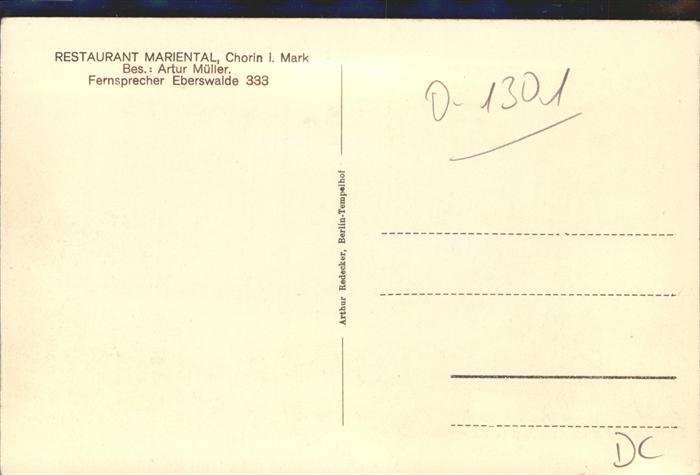 RESTAURANT MARIENTAL, Chorin i. Mark
Bes.: Artur Müller.
Fernsprecher Eberswalde 333
Arthur Redecker, Berlin-Tempelhof
D-1301
DC